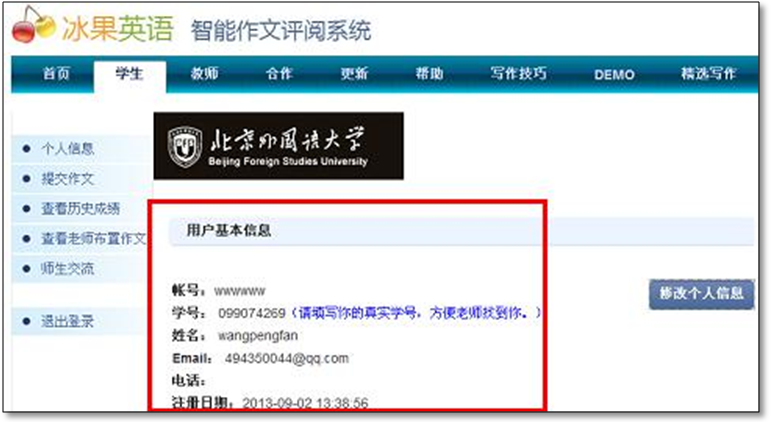 冰果英语 智能作文评阅系统
首页 学生 教师 合作 更新 帮助 写作技巧 DEMO 精选写作
北京外国语大学
Beijing Foreign Studies University
个人信息
提交作文
查看历史成绩
查看老师布置作文
师生交流
退出登录
用户基本信息
帐号：wwwwww
学号：099074269（请填写你的真实学号，方便老师找到你。）
姓名：wangpengfan
Email：494350044@qq.com
电话：
注册日期：2013-09-02 13:38:56
修改个人信息